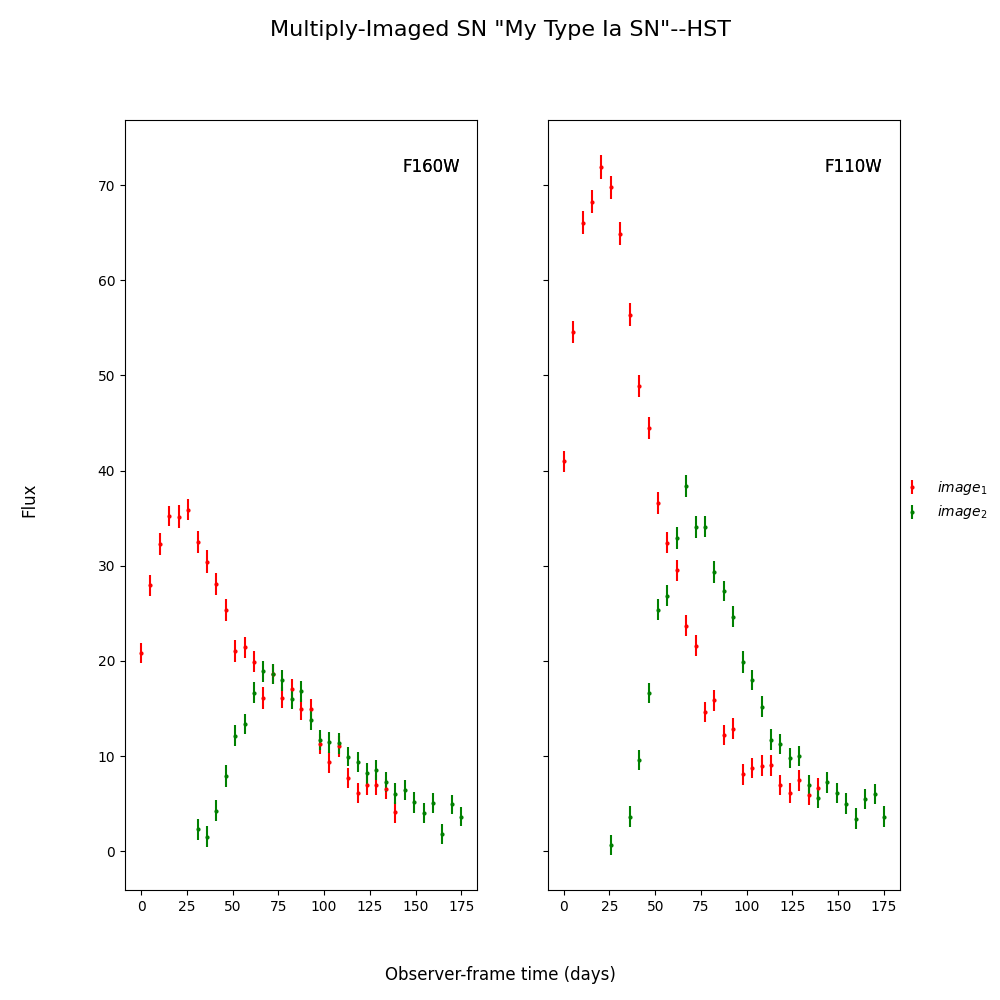 Multiply-Imaged SN "My Type Ia SN"--HST
F160W
F110W
70
60
50
40
30
20
10
0
Flux
0 25 50 75 100 125 150 175
0 25 50 75 100 125 150 175
image1
image2
Observer-frame time (days)